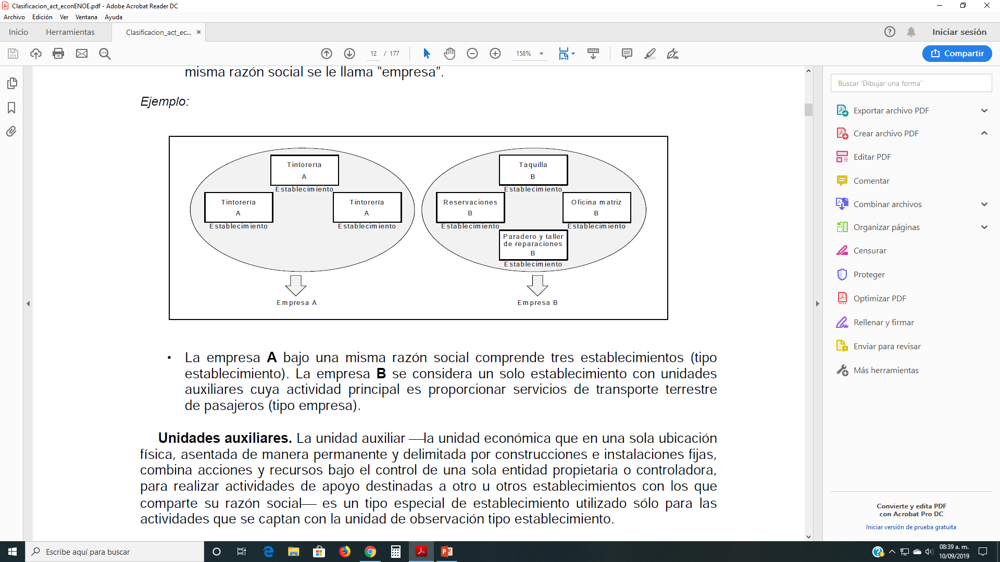 Clasificacion_act_econENOE.pdf - Adobe Acrobat Reader DC
Archivo Edición Ver Ventana Ayuda
Inicio Herramientas Clasificacion_act_ec... × Iniciar sesión
12 / 177 158% Compartir
misma razón social se le llama “empresa”.
Ejemplo:
Tintorería
A
Establecimiento
Tintorería
A
Establecimiento
Tintorería
A
Establecimiento
Empresa A
Taquilla
B
Establecimiento
Reservaciones
B
Establecimiento
Oficina matriz
B
Establecimiento
Paradero y taller
de reparaciones
B
Establecimiento
Empresa B
• La empresa A bajo una misma razón social comprende tres establecimientos (tipo
establecimiento). La empresa B se considera un solo establecimiento con unidades
auxiliares cuya actividad principal es proporcionar servicios de transporte terrestre
de pasajeros (tipo empresa).
Unidades auxiliares. La unidad auxiliar —la unidad económica que en una sola ubicación
física, asentada de manera permanente y delimitada por construcciones e instalaciones fijas,
combina acciones y recursos bajo el control de una sola entidad propietaria o controladora,
para realizar actividades de apoyo destinadas a otro u otros establecimientos con los que
comparte su razón social— es un tipo especial de establecimiento utilizado sólo para las
actividades que se captan con la unidad de observación tipo establecimiento.
Buscar 'Dibujar una forma'
Exportar archivo PDF
Crear archivo PDF
Editar PDF
Comentar
Combinar archivos
Organizar páginas
Censurar
Proteger
Optimizar PDF
Rellenar y firmar
Enviar para revisar
Más herramientas
Convierte y edita PDF
con Acrobat Pro DC
Iniciar versión de prueba gratuita
Escribe aquí para buscar
08:39 a. m.
10/09/2019